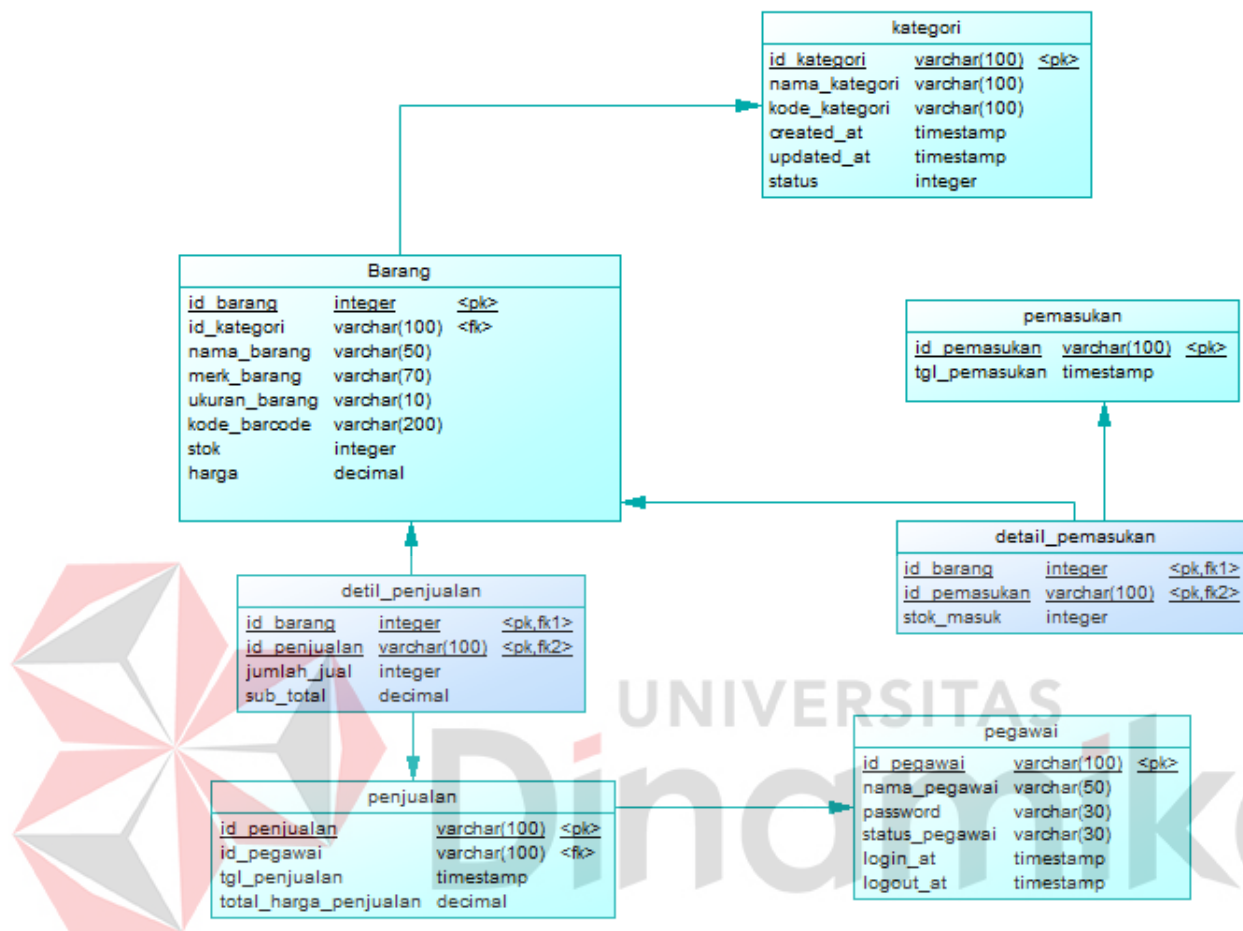 kategori
id_kategori varchar(100) <pk>
nama_kategori varchar(100)
kode_kategori varchar(100)
created_at timestamp
updated_at timestamp
status integer
Barang
id_barang integer <pk>
id_kategori varchar(100) <fk>
nama_barang varchar(50)
merk_barang varchar(70)
ukuran_barang varchar(10)
kode_barcode varchar(200)
stok integer
harga decimal
pemasukan
id_pemasukan varchar(100) <pk>
tgl_pemasukan timestamp
detail_pemasukan
id_barang integer <pk,fk1>
id_pemasukan varchar(100) <pk,fk2>
stok_masuk integer
detil_penjualan
id_barang integer <pk,fk1>
id_penjualan varchar(100) <pk,fk2>
jumlah_jual integer
sub_total decimal
UNIVERSITAS
Dinamika
pegawai
id_pegawai varchar(100) <pk>
nama_pegawai varchar(50)
password varchar(30)
status_pegawai varchar(30)
login_at timestamp
logout_at timestamp
penjualan
id_penjualan varchar(100) <pk>
id_pegawai varchar(100) <fk>
tgl_penjualan timestamp
total_harga_penjualan decimal